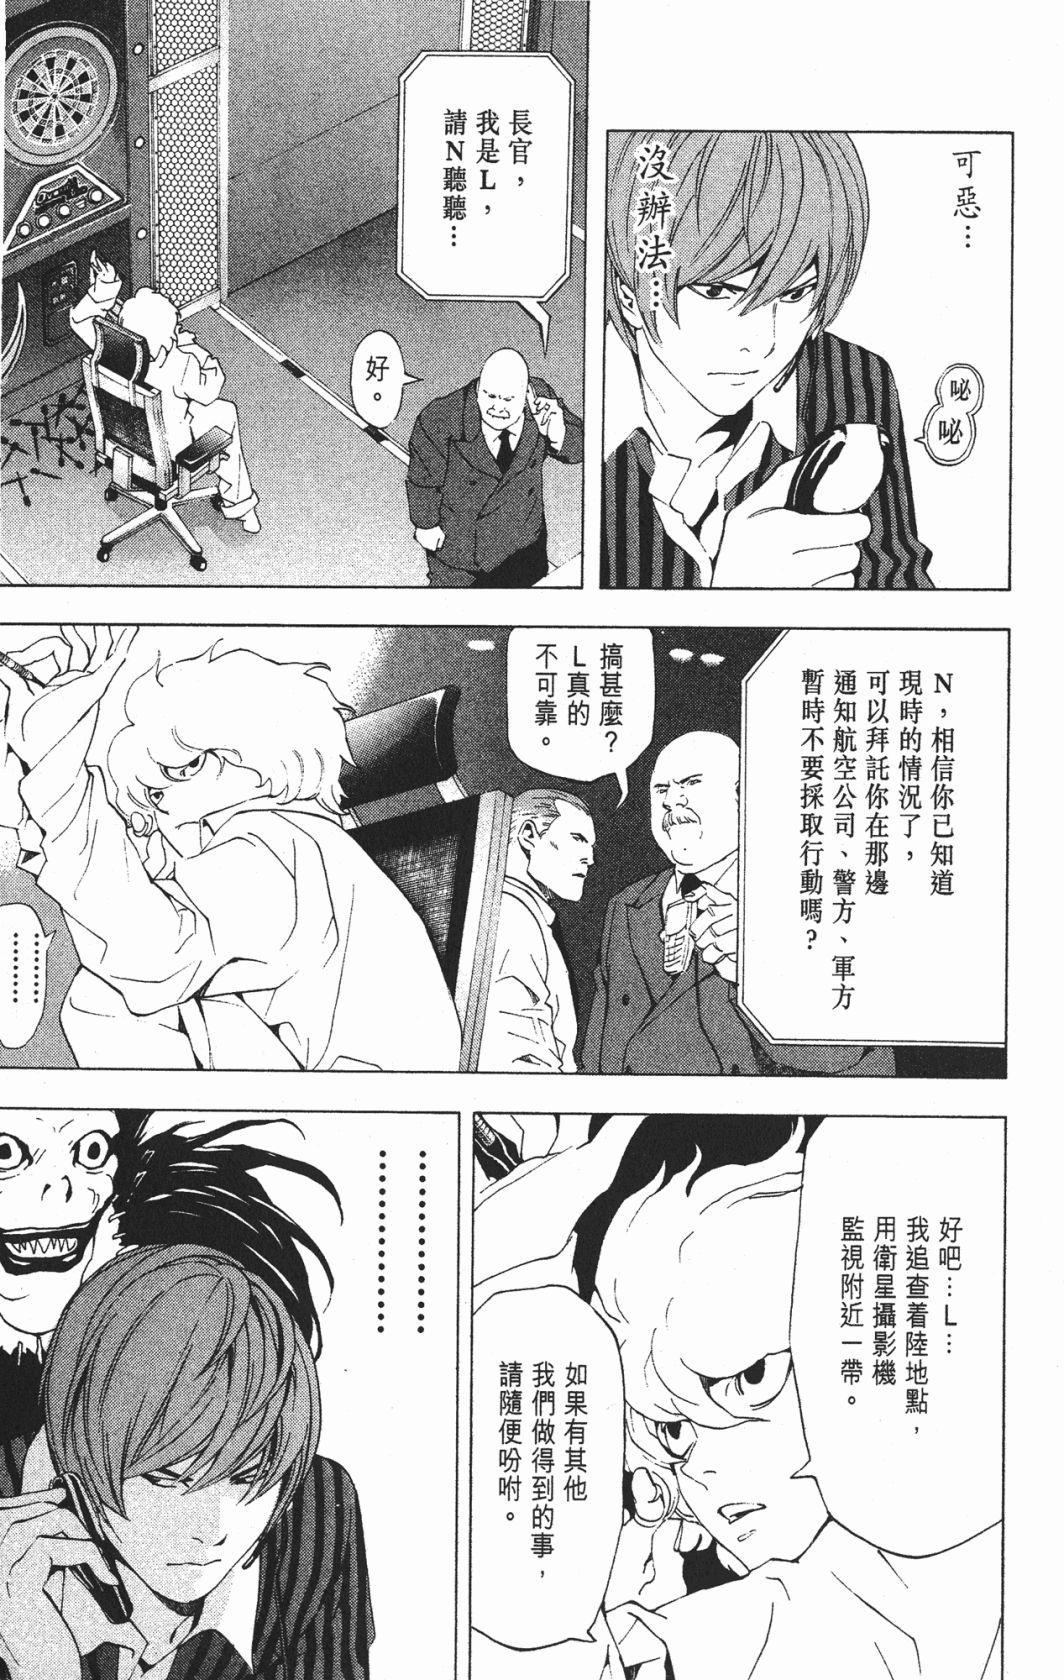 可惡…
沒辦法…
咇
咇
長官，
我是L，
請N聽聽…
好。
N，相信你已知道
現時的情況了，
可以拜託你在那邊
通知航空公司、警方、軍方
暫時不要採取行動嗎？
搞甚麼？
L真的
不可靠。
………
………
好吧…L…
我追查着陸地點，
用衛星攝影機
監視附近一帶。
如果有其他
我們做得到的事，
請隨便吩咐。
………
………